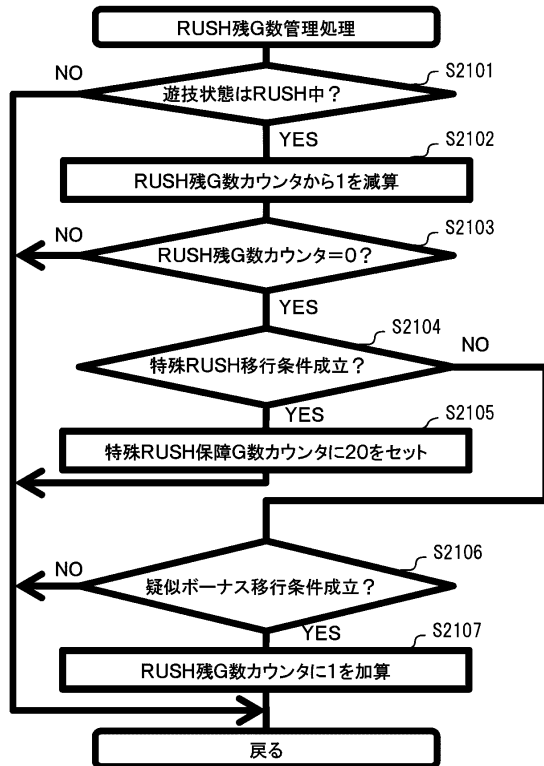 RUSH残G数管理処理
NO
S2101
遊技状態はRUSH中?
YES
S2102
RUSH残G数カウンタから1を減算
NO
S2103
RUSH残G数カウンタ=0?
YES
S2104
NO
特殊RUSH移行条件成立?
YES
S2105
特殊RUSH保障G数カウンタに20をセット
S2106
NO
疑似ボーナス移行条件成立?
YES
S2107
RUSH残G数カウンタに1を加算
戻る